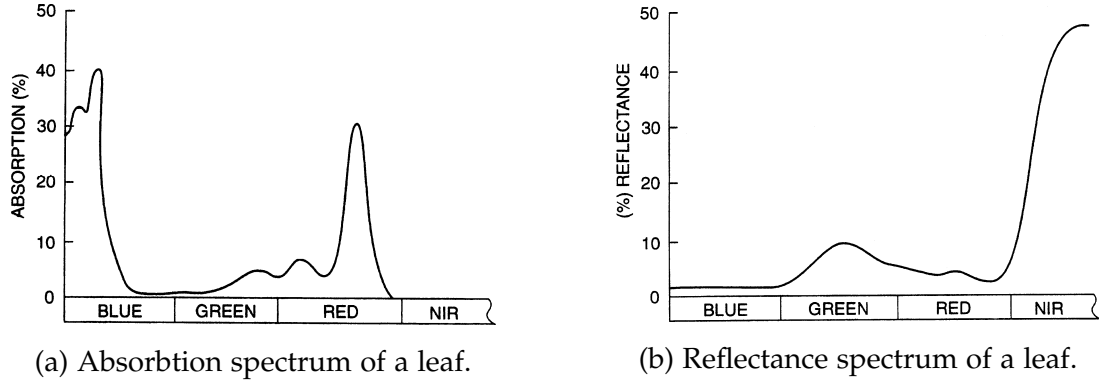 50
40
30
20
10
0
ABSORPTION (%)
BLUE GREEN RED NIR
(a) Absorbtion spectrum of a leaf.
50
40
30
20
10
0
(%) REFLECTANCE
BLUE GREEN RED NIR
(b) Reflectance spectrum of a leaf.